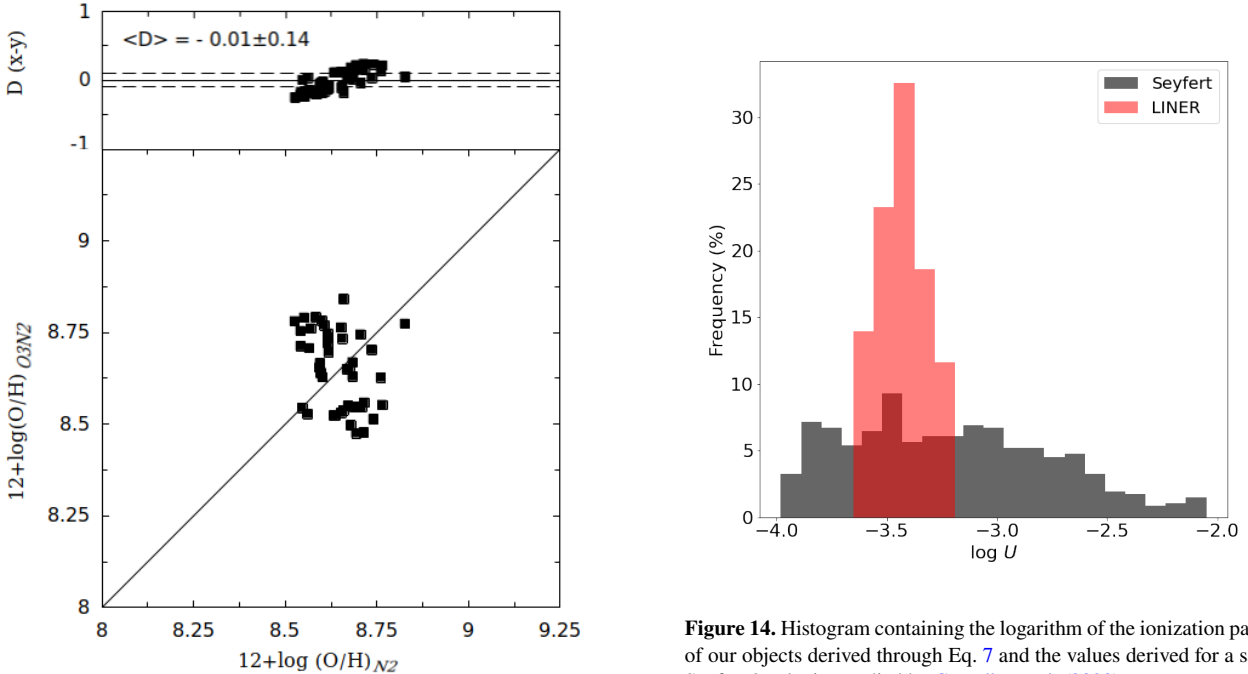 1
0
-1
D (x-y)
<D> = - 0.01±0.14
9
8.75
8.5
8.25
8
12+log(O/H) O3N2
8 8.25 8.5 8.75 9 9.25
12+log (O/H)N2
Seyfert
LINER
30
25
20
15
10
5
0
Frequency (%)
−4.0 −3.5 −3.0 −2.5 −2.0
log U
Figure 14. Histogram containing the logarithm of the ionization pa
of our objects derived through Eq. 7 and the values derived for a s